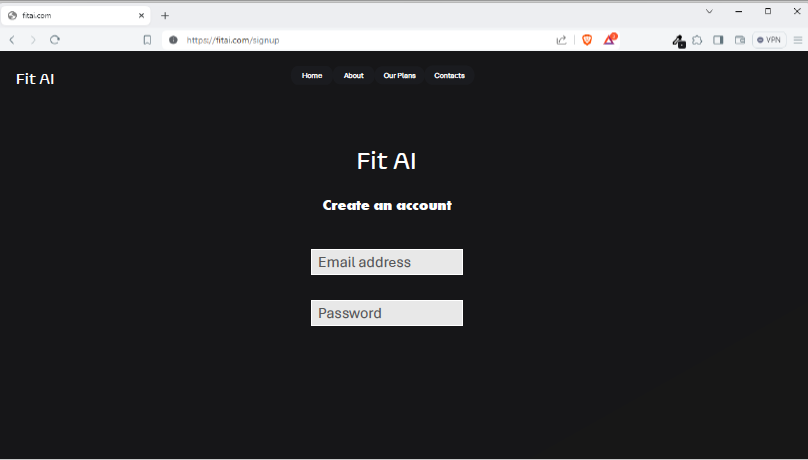 fitai.com
https://fitai.com/signup
VPN
Fit AI
Home About Our Plans Contacts
Fit AI
Create an account
Email address
Password